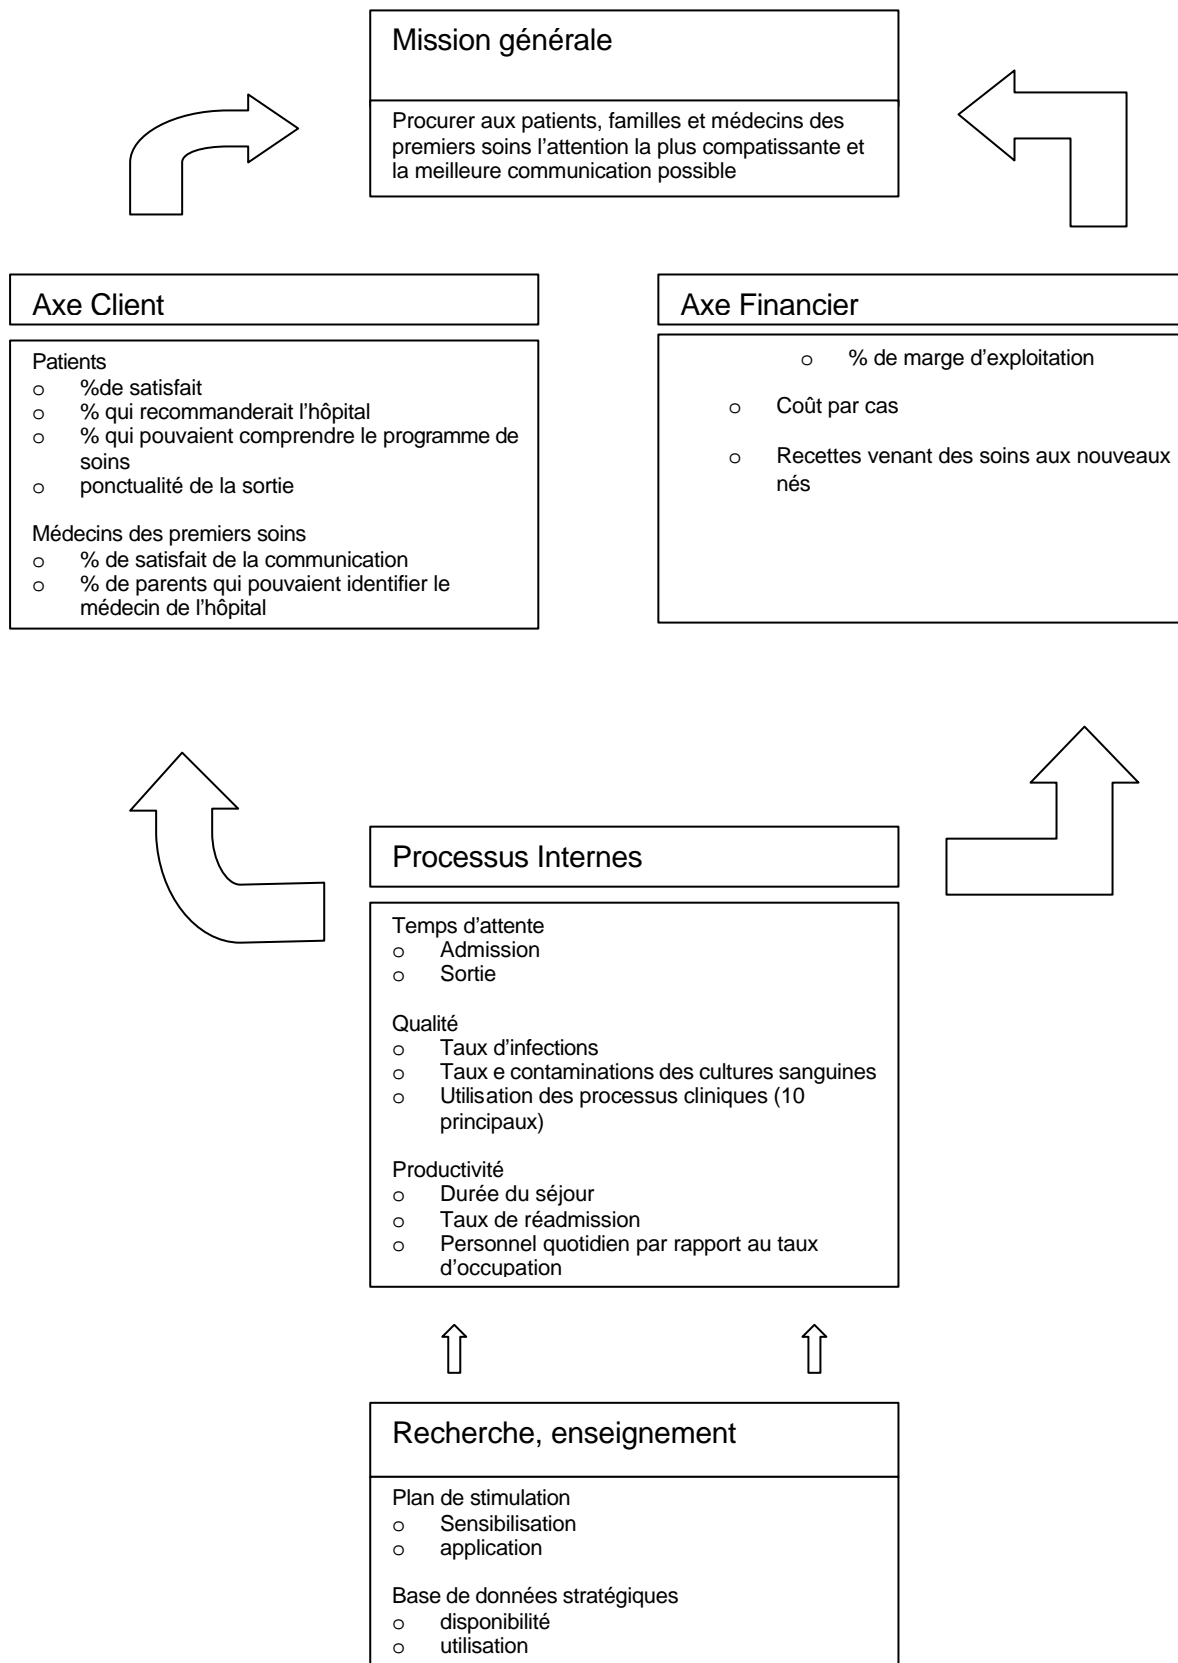 Mission générale
Procurer aux patients, familles et médecins des
premiers soins l'attention la plus compatissante et
la meilleure communication possible
Axe Client
Patients
o %de satisfait
o % qui recommanderait l'hôpital
o % qui pouvaient comprendre le programme de
soins
o ponctualité de la sortie
Médecins des premiers soins
o % de satisfait de la communication
o % de parents qui pouvaient identifier le
médecin de l'hôpital
Axe Financier
o % de marge d'exploitation
o Coût par cas
o Recettes venant des soins aux nouveaux
nés
Processus Internes
Temps d'attente
o Admission
o Sortie
Qualité
o Taux d'infections
o Taux e contaminations des cultures sanguines
o Utilisation des processus cliniques (10
principaux)
Productivité
o Durée du séjour
o Taux de réadmission
o Personnel quotidien par rapport au taux
d'occupation
Recherche, enseignement
Plan de stimulation
o Sensibilisation
o application
Base de données stratégiques
o disponibilité
o utilisation